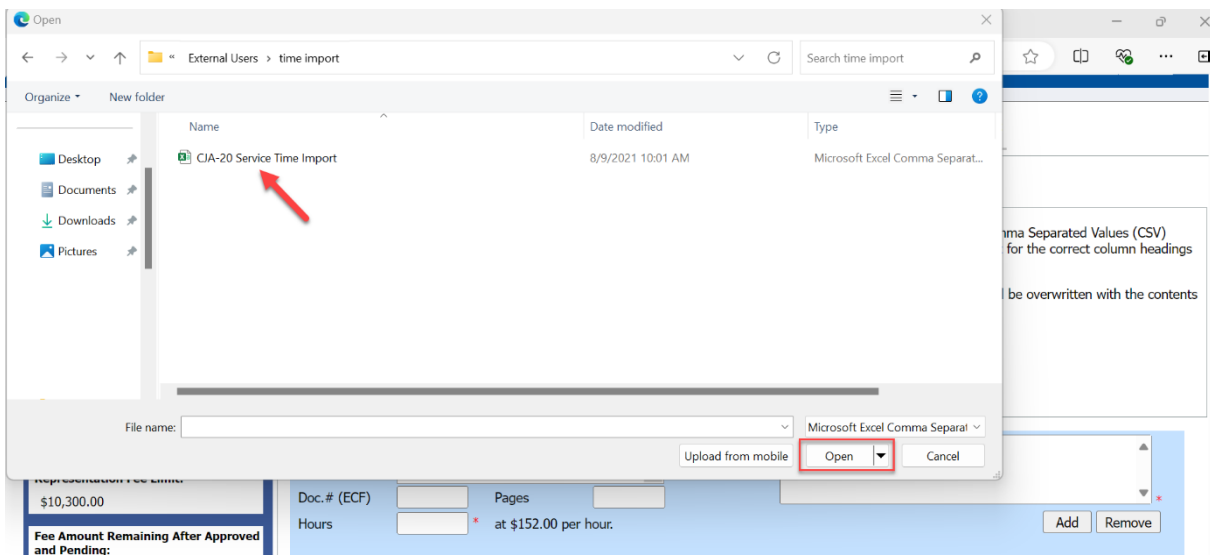 Open
« External Users > time import
Search time import
Organize
New folder
Name
Date modified
Type
Desktop
CJA-20 Service Time Import
8/9/2021 10:01 AM
Microsoft Excel Comma Separat...
Documents
Downloads
Pictures
Separated Values (CSV)
for the correct column headings
be overwritten with the contents
File name:
Microsoft Excel Comma Separat
Upload from mobile
Open
Cancel
Representation Fee Limit:
$10,300.00
Doc.# (ECF)
Pages
*
Hours
* at $152.00 per hour.
Add
Remove
Fee Amount Remaining After Approved
and Pending: